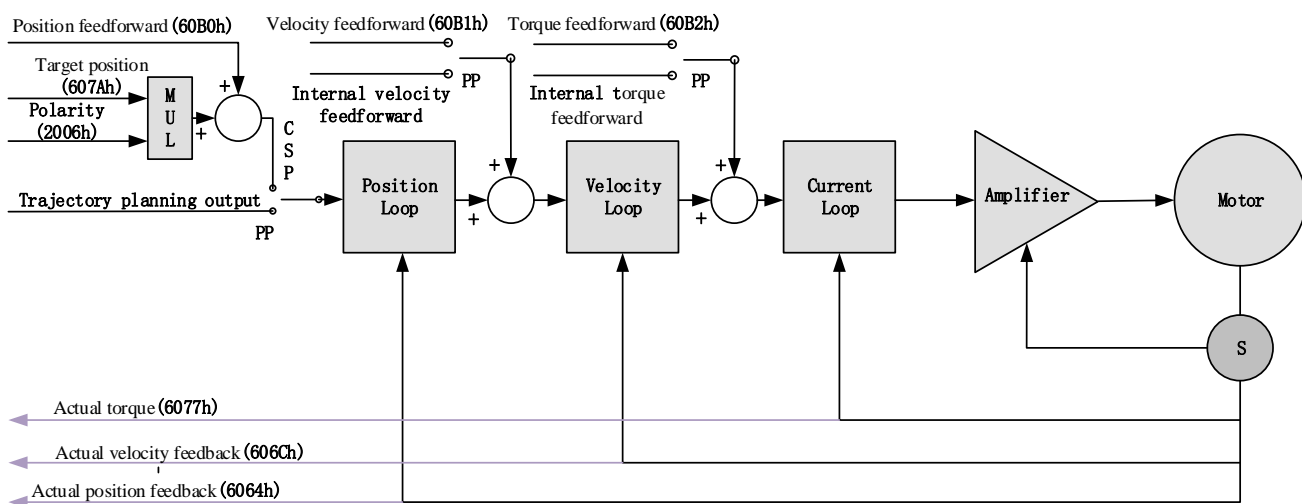 Position feedforward (60B0h)
Velocity feedforward (60B1h)
Torque feedforward (60B2h)
Target position
(607Ah)
Polarity
(2006h)
M
U
L
+
+
C
S
P
PP
Internal velocity
feedforward
PP
Internal torque
feedforward
Trajectory planning output
PP
Position
Loop
+
+
Velocity
Loop
+
+
Current
Loop
Amplifier
Motor
S
Actual torque (6077h)
Actual velocity feedback (606Ch)
Actual position feedback (6064h)